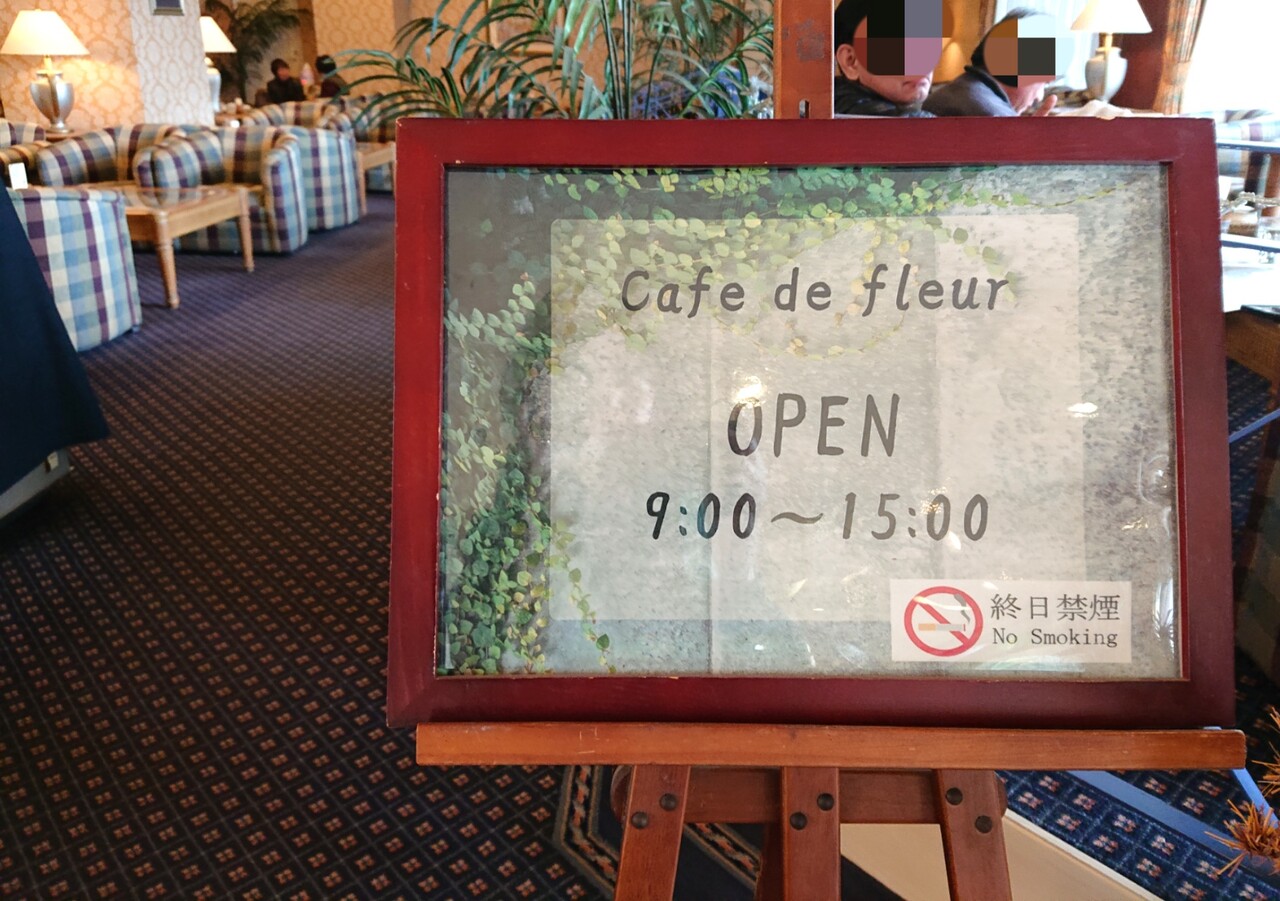 Cafe de fleur
OPEN
9:00～15:00
終日禁煙
No Smoking